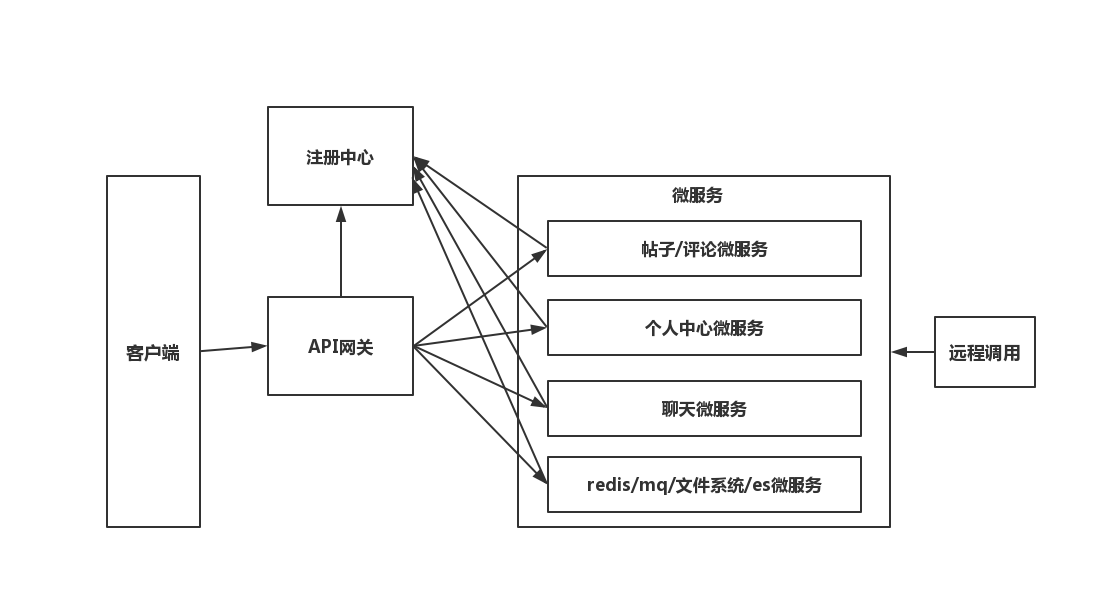 注册中心
微服务
帖子/评论微服务
个人中心微服务
客户端
API网关
远程调用
聊天微服务
redis/mq/文件系统/es微服务